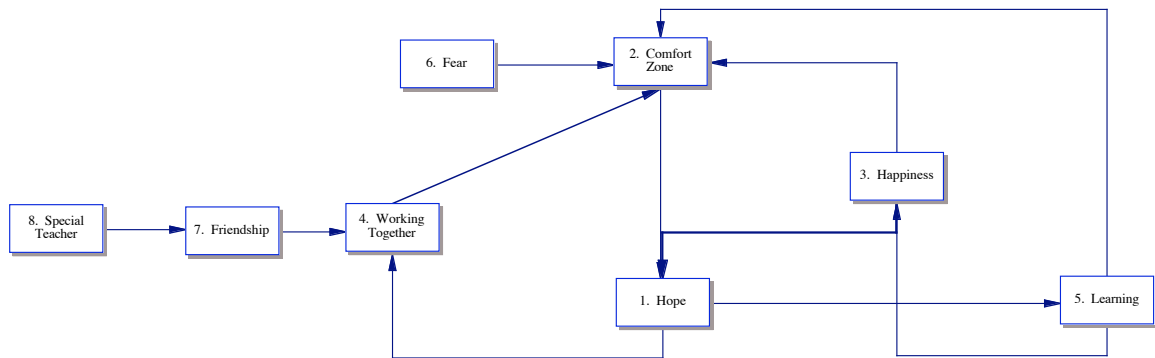 2. Comfort
Zone
6. Fear
3. Happiness
8. Special
Teacher
7. Friendship
4. Working
Together
1. Hope
5. Learning